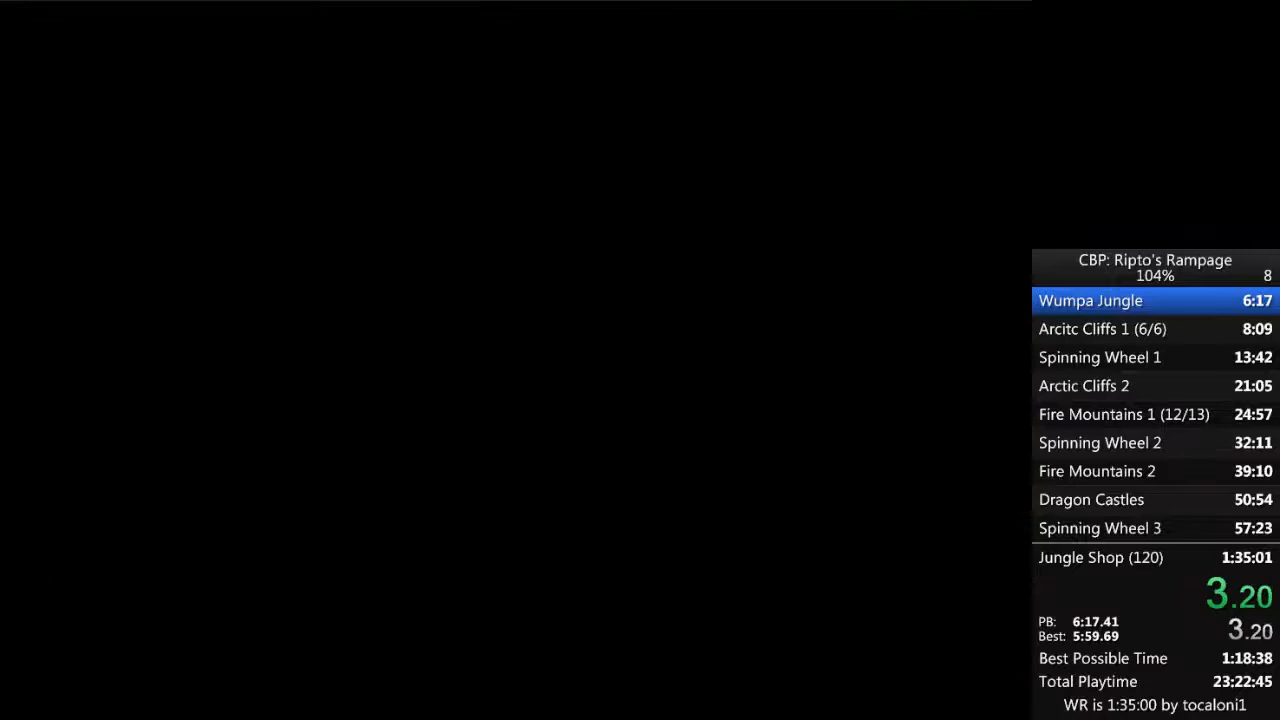 CBP: Ripto's Rampage
104% 8
Wumpa Jungle 6:17
Arcitc Cliffs 1 (6/6) 8:09
Spinning Wheel 1 13:42
Arctic Cliffs 2 21:05
Fire Mountains 1 (12/13) 24:57
Spinning Wheel 2 32:11
Fire Mountains 2 39:10
Dragon Castles 50:54
Spinning Wheel 3 57:23
Jungle Shop (120) 1:35:01
3.20
PB: 6:17.41
Best: 5:59.69
3.20
Best Possible Time 1:18:38
Total Playtime 23:22:45
WR is 1:35:00 by tocaloni1